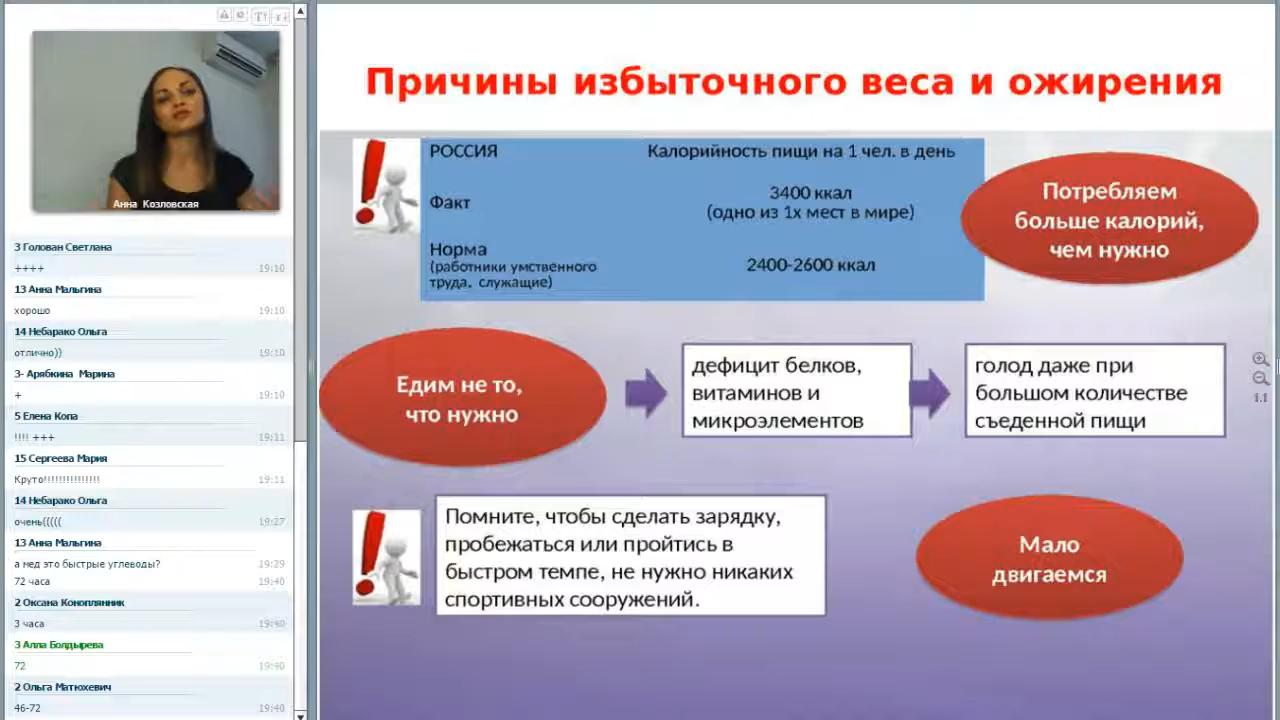 Анна Козловская
3 Голован Светлана
++++ 19:10
13 Анна Мальгина
хорошо 19:10
14 Небарако Ольга
отлично)) 19:10
3- Арябкина Марина
+ 19:10
5 Елена Копа
!!!! +++ 19:11
15 Сергеева Мария
Круто!!!!!!!!!!!!!!! 19:11
14 Небарако Ольга
очень((((( 19:27
13 Анна Мальгина
а мед это быстрые углеводы? 19:29
72 часа 19:40
2 Оксана Коноплянник
3 часа 19:40
3 Алла Болдырева
72 19:40
2 Ольга Матюхевич
46-72 19:40
Причины избыточного веса и ожирения
РОССИЯ Калорийность пищи на 1 чел. в день
Факт
3400 ккал
(одно из 1х мест в мире)
Норма
(работники умственного
труда, служащие)
2400-2600 ккал
Потребляем
больше калорий,
чем нужно
Едим не то,
что нужно
дефицит белков,
витаминов и
микроэлементов
голод даже при
большом количестве
съеденной пищи
Помните, чтобы сделать зарядку,
пробежаться или пройтись в
быстром темпе, не нужно никаких
спортивных сооружений.
Мало
двигаемся
1:1